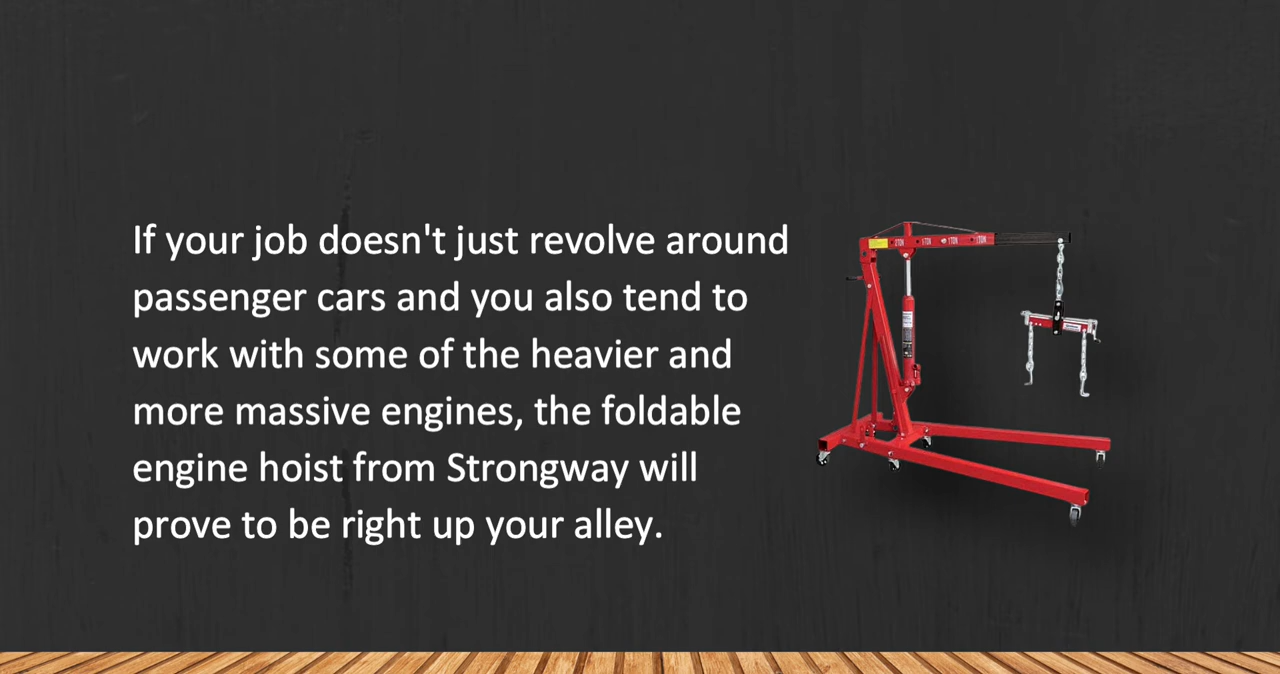 If your job doesn't just revolve around
passenger cars and you also tend to
work with some of the heavier and
more massive engines, the foldable
engine hoist from Strongway will
prove to be right up your alley.